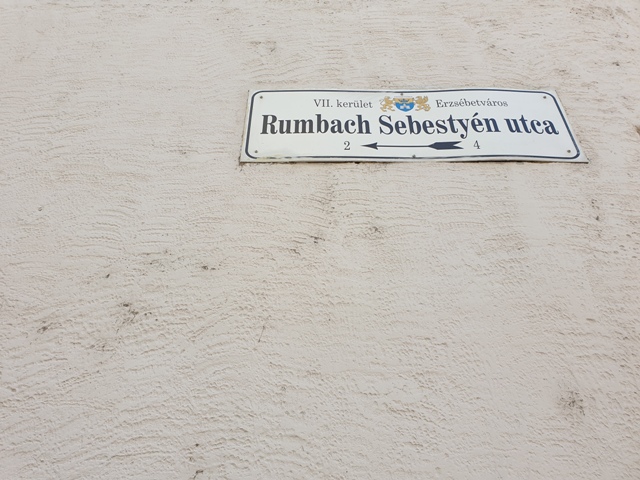 VII. kerület Erzsébetváros
Rumbach Sebestyén utca
2 4